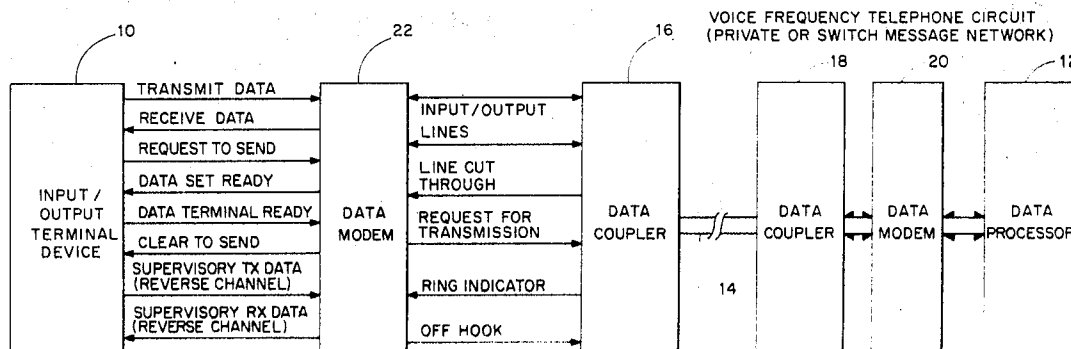 VOICE FREQUENCY TELEPHONE CIRCUIT
(PRIVATE OR SWITCH MESSAGE NETWORK)
10
22
16
18
20
12
TRANSMIT DATA
RECEIVE DATA
REQUEST TO SEND
DATA SET READY
DATA TERMINAL READY
CLEAR TO SEND
SUPERVISORY TX DATA
(REVERSE CHANNEL)
SUPERVISORY RX DATA
(REVERSE CHANNEL)
INPUT /
OUTPUT
TERMINAL
DEVICE
DATA
MODEM
INPUT/OUTPUT
LINES
LINE CUT
THROUGH
REQUEST FOR
TRANSMISSION
RING INDICATOR
OFF HOOK
DATA
COUPLER
14
DATA
COUPLER
DATA
MODEM
DATA
PROCESSOR